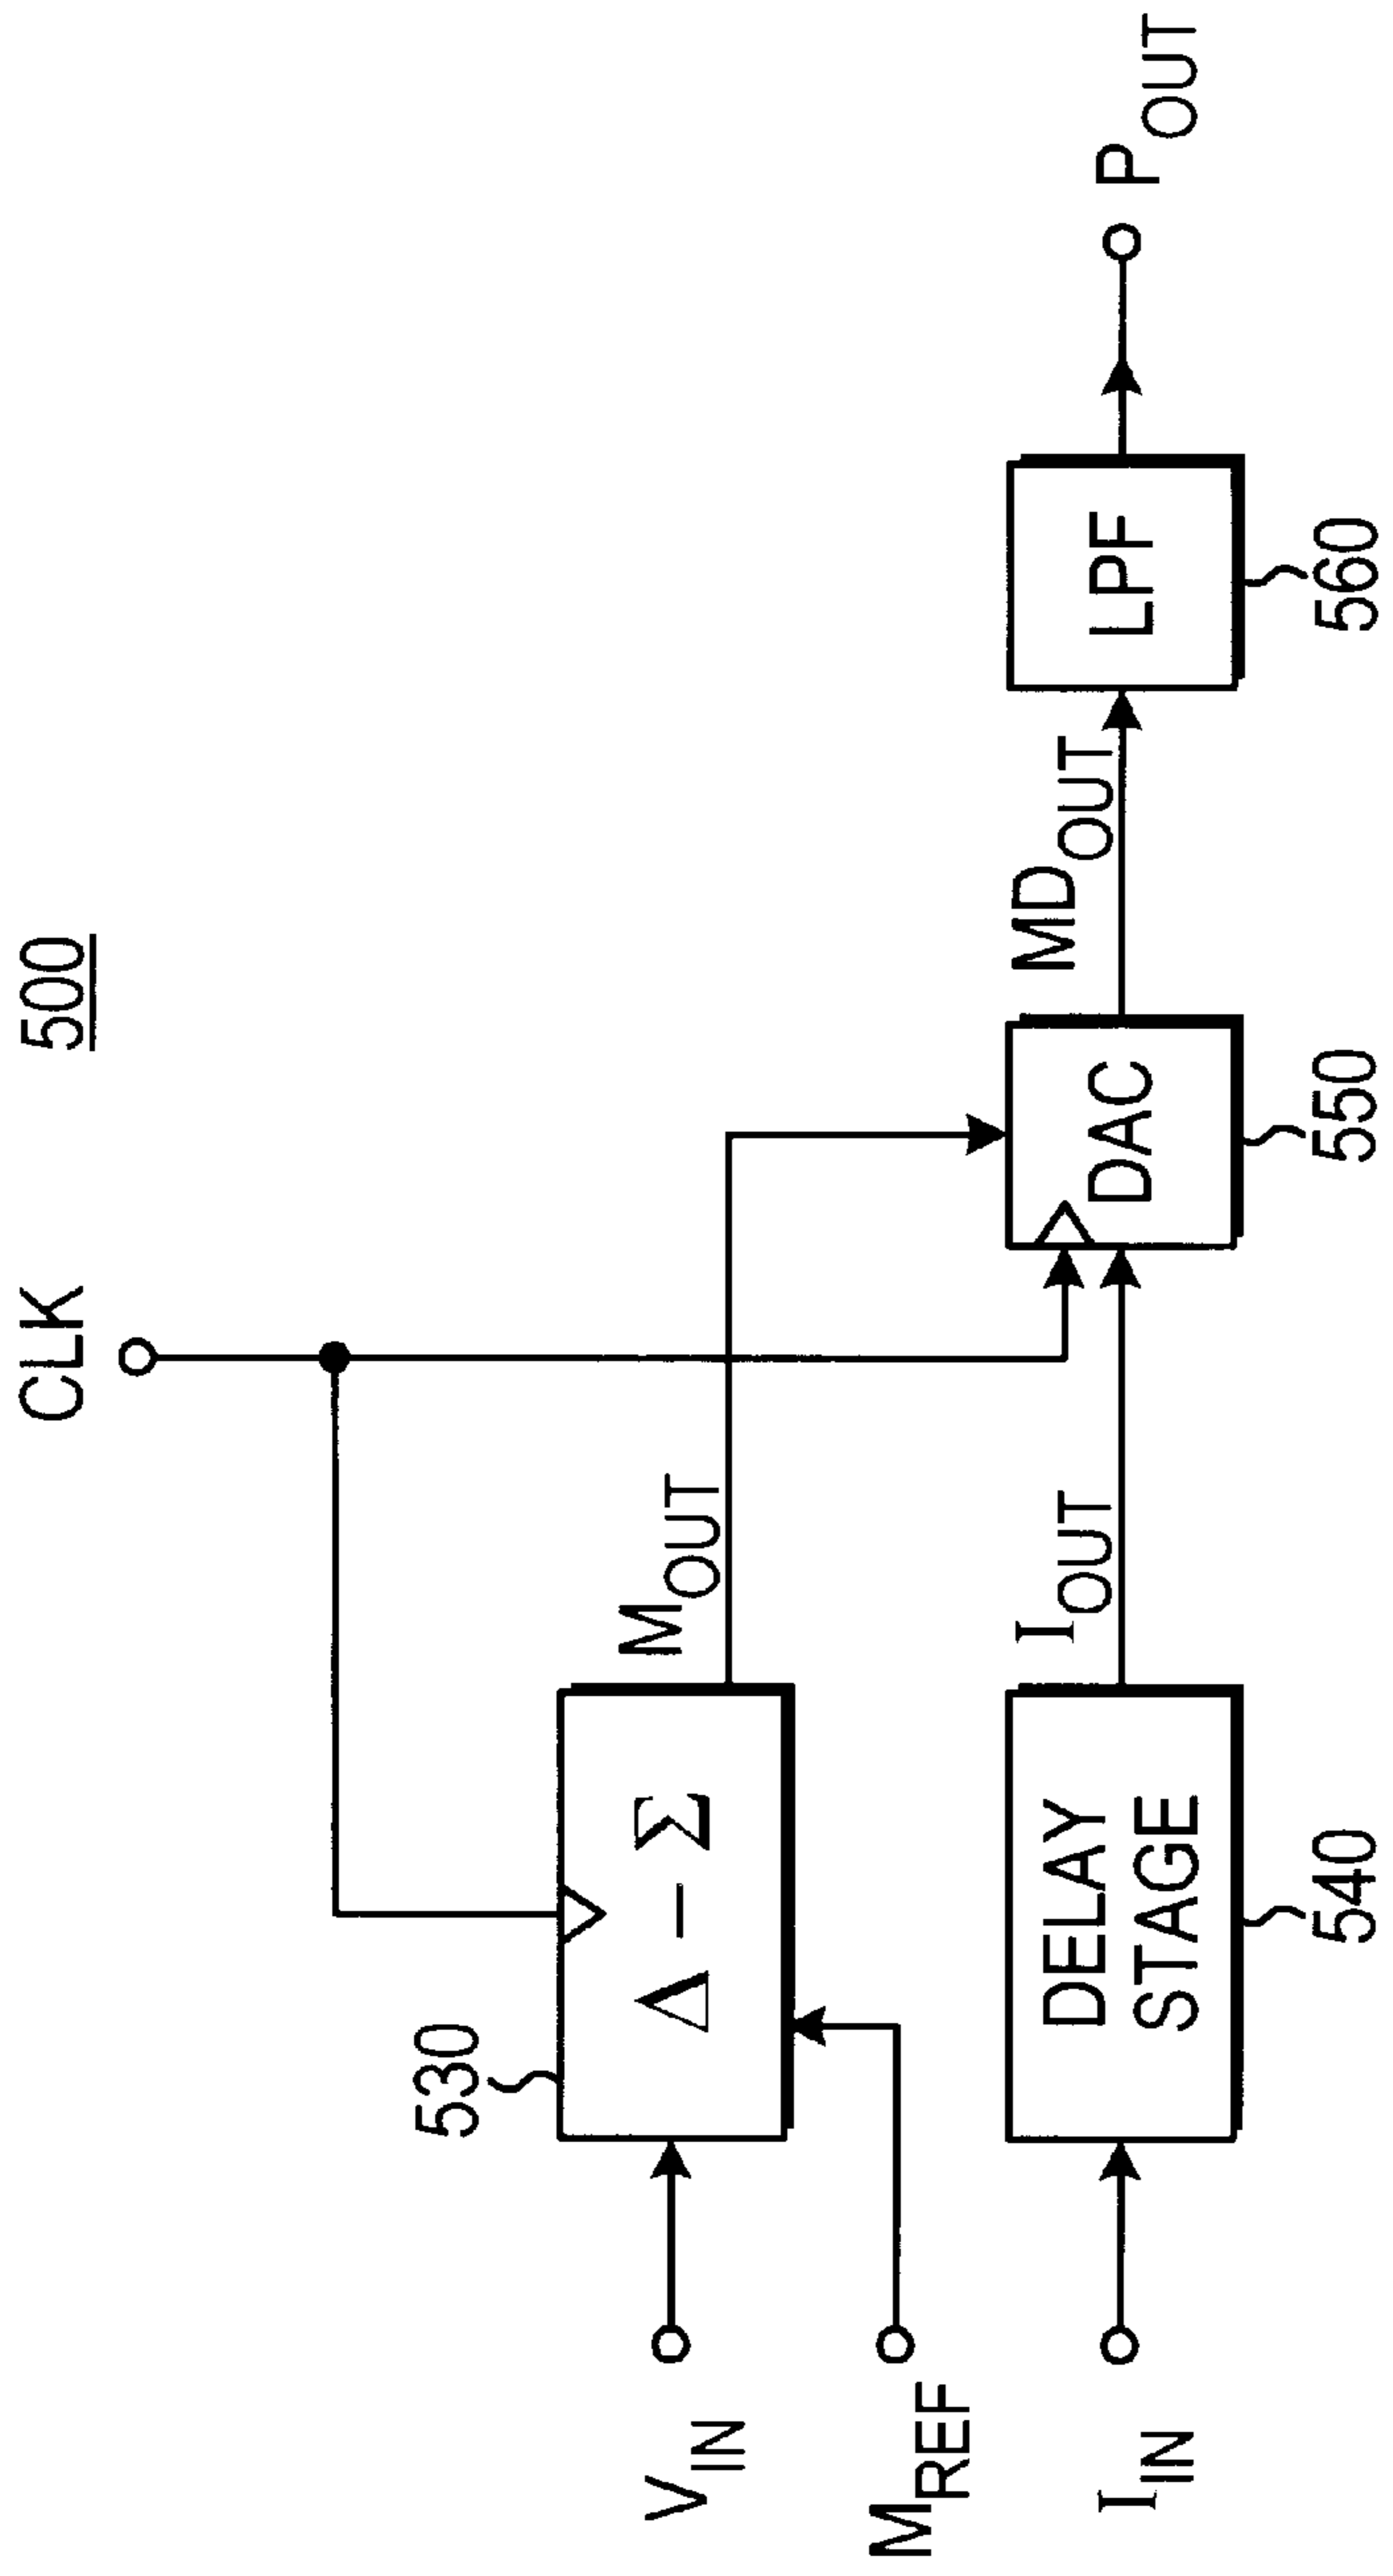 500
CLK
530
Δ – Σ
M_OUT
V_IN
M_REF
I_IN
DELAY
STAGE
540
I_OUT
DAC
550
MD_OUT
LPF
560
P_OUT